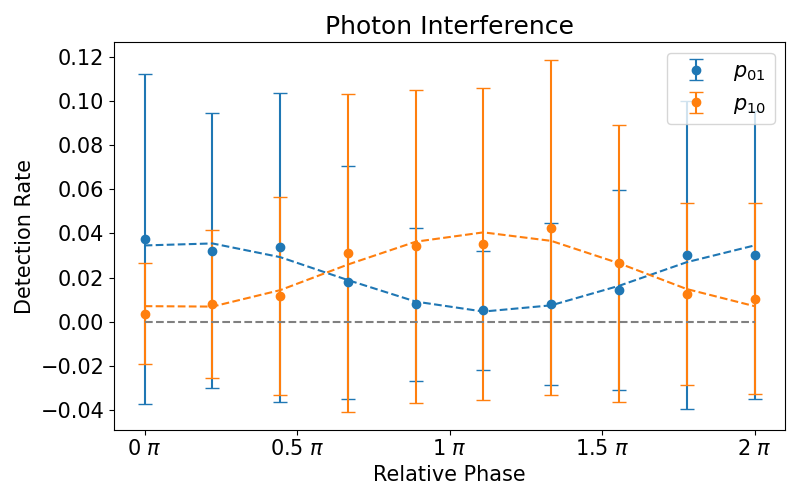 Photon Interference
0.12
0.10
0.08
0.06
0.04
0.02
0.00
−0.02
−0.04
Detection Rate
p01
p10
0 π 0.5 π 1 π 1.5 π 2 π
Relative Phase